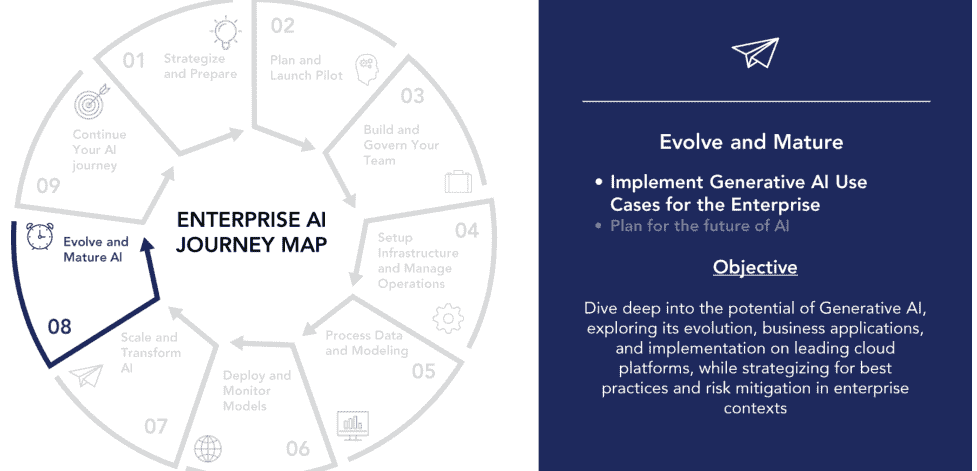 01
Strategize
and Prepare
02
Plan and
Launch Pilot
03
Build and
Govern Your
Team
04
Setup
Infrastructure
and Manage
Operations
Process Data
and Modeling
05
Deploy and
Monitor
Models
06
Scale and
Transform
AI
07
Evolve and
Mature AI
08
Continue
Your AI
journey
09
ENTERPRISE AI
JOURNEY MAP
Evolve and Mature
• Implement Generative AI Use
Cases for the Enterprise
• Plan for the future of AI
Objective
Dive deep into the potential of Generative AI,
exploring its evolution, business applications,
and implementation on leading cloud
platforms, while strategizing for best
practices and risk mitigation in enterprise
contexts